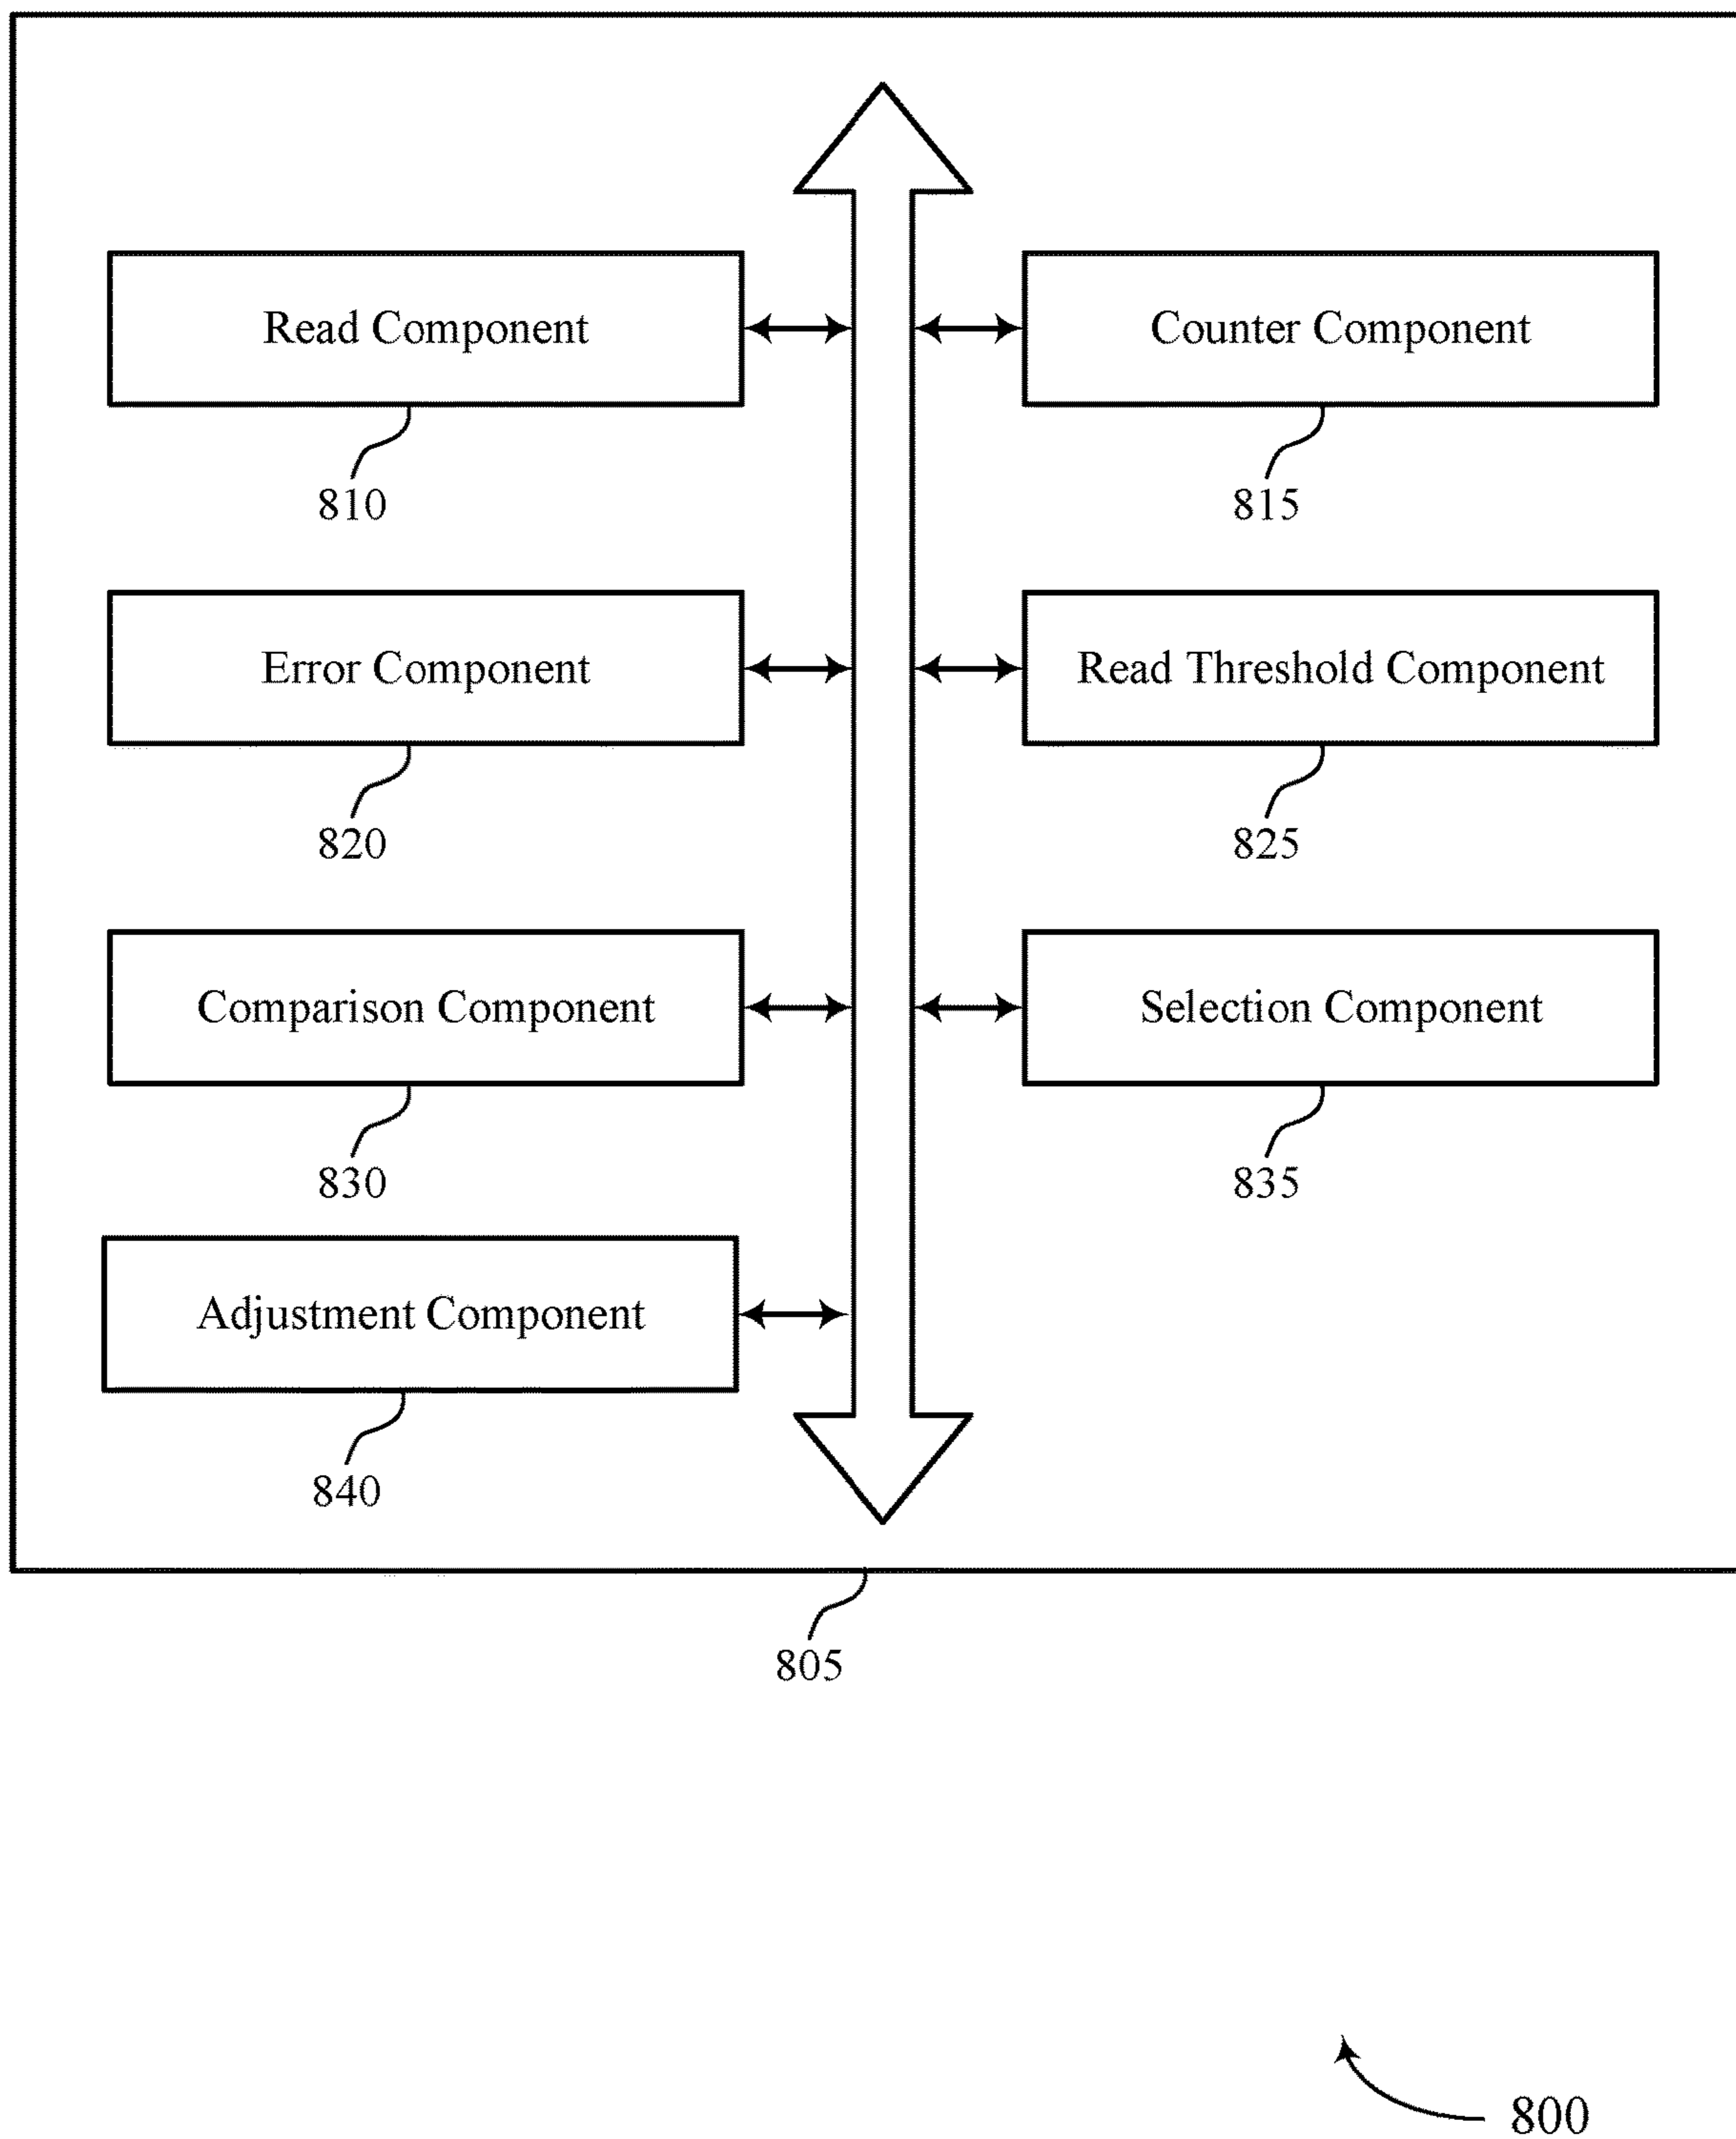 Read Component
Counter Component
810
815
Error Component
Read Threshold Component
820
825
Comparison Component
Selection Component
830
835
Adjustment Component
840
805
800